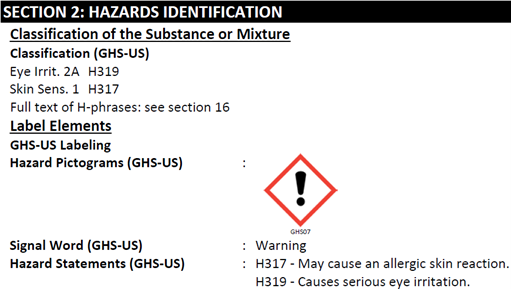 SECTION 2: HAZARDS IDENTIFICATION
Classification of the Substance or Mixture
Classification (GHS-US)
Eye Irrit. 2A H319
Skin Sens. 1 H317
Full text of H-phrases: see section 16
Label Elements
GHS-US Labeling
Hazard Pictograms (GHS-US) :
!
GHS07
Signal Word (GHS-US) : Warning
Hazard Statements (GHS-US) : H317 - May cause an allergic skin reaction.
H319 - Causes serious eye irritation.